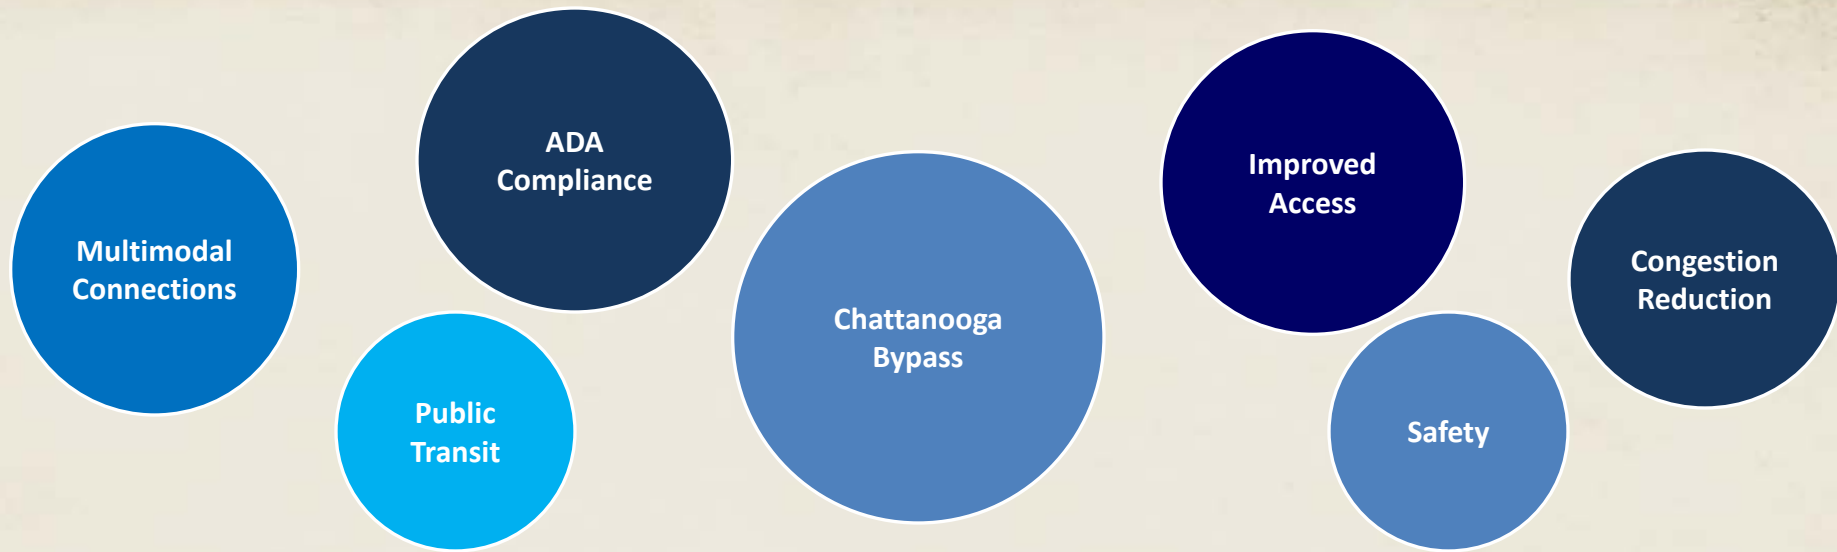 Multimodal
Connections
ADA
Compliance
Public
Transit
Chattanooga
Bypass
Improved
Access
Safety
Congestion
Reduction